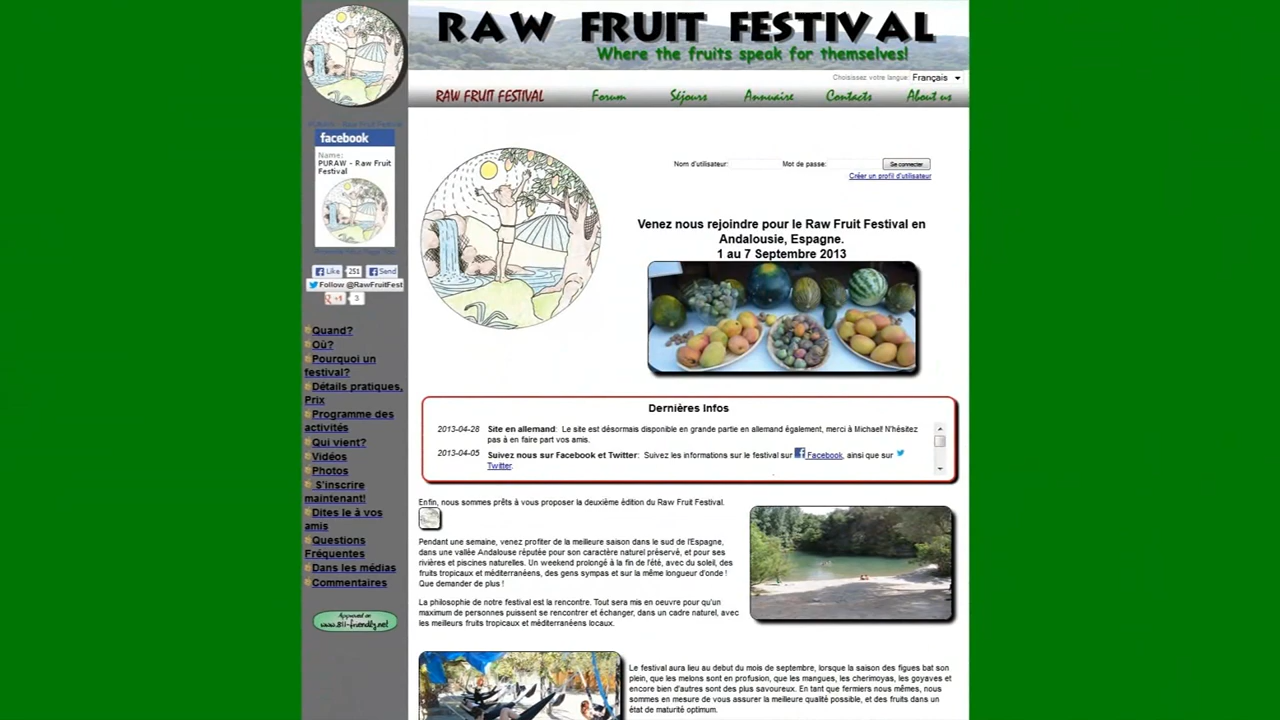 RAW FRUIT FESTIVAL
Where the fruits speak for themselves!
Choisissez votre langue: Français
RAW FRUIT FESTIVAL Forum Séjours Annuaire Contacts About us
facebook
Name:
PURAW - Raw Fruit
Festival
Like 251 Send
Follow @RawFruitFest
+1 3
Quand?
Où?
Pourquoi un
festival?
Détails pratiques,
Prix
Programme des
activités
Qui vient?
Vidéos
Photos
S'inscrire
maintenant!
Dites le à vos
amis
Questions
Fréquentes
Dans les médias
Commentaires
Approved on
www.811-friendly.net
Nom d'utilisateur: Mot de passe: Se connecter
Créer un profil d'utilisateur
Venez nous rejoindre pour le Raw Fruit Festival en
Andalousie, Espagne.
1 au 7 Septembre 2013
Dernières Infos
2013-04-28 Site en allemand: Le site est désormais disponible en grande partie en allemand également, merci à Michael! N'hésitez
pas à en faire part vos amis.
2013-04-05 Suivez nous sur Facebook et Twitter: Suivez les informations sur le festival sur Facebook, ainsi que sur
Twitter.
Enfin, nous sommes prêts à vous proposer la deuxième édition du Raw Fruit Festival.
Pendant une semaine, venez profiter de la meilleure saison dans le sud de l'Espagne,
dans une vallée Andalouse réputée pour son caractère naturel préservé, et pour ses
rivières et piscines naturelles. Un weekend prolongé à la fin de l'été, avec du soleil, des
fruits tropicaux et méditerranéens, des gens sympas et sur la même longueur d'onde !
Que demander de plus !
La philosophie de notre festival est la rencontre. Tout sera mis en oeuvre pour qu'un
maximum de personnes puissent se rencontrer et échanger, dans un cadre naturel, avec
les meilleurs fruits tropicaux et méditerranéens locaux.
Le festival aura lieu au debut du mois de septembre, lorsque la saison des figues bat son
plein, que les melons sont en profusion, que les mangues, les cherimoyas, les goyaves et
encore bien d'autres sont des plus savoureux. En tant que fermiers nous mêmes, nous
sommes en mesure de vous assurer la meilleure qualité possible, et des fruits dans un
état de maturité optimum.